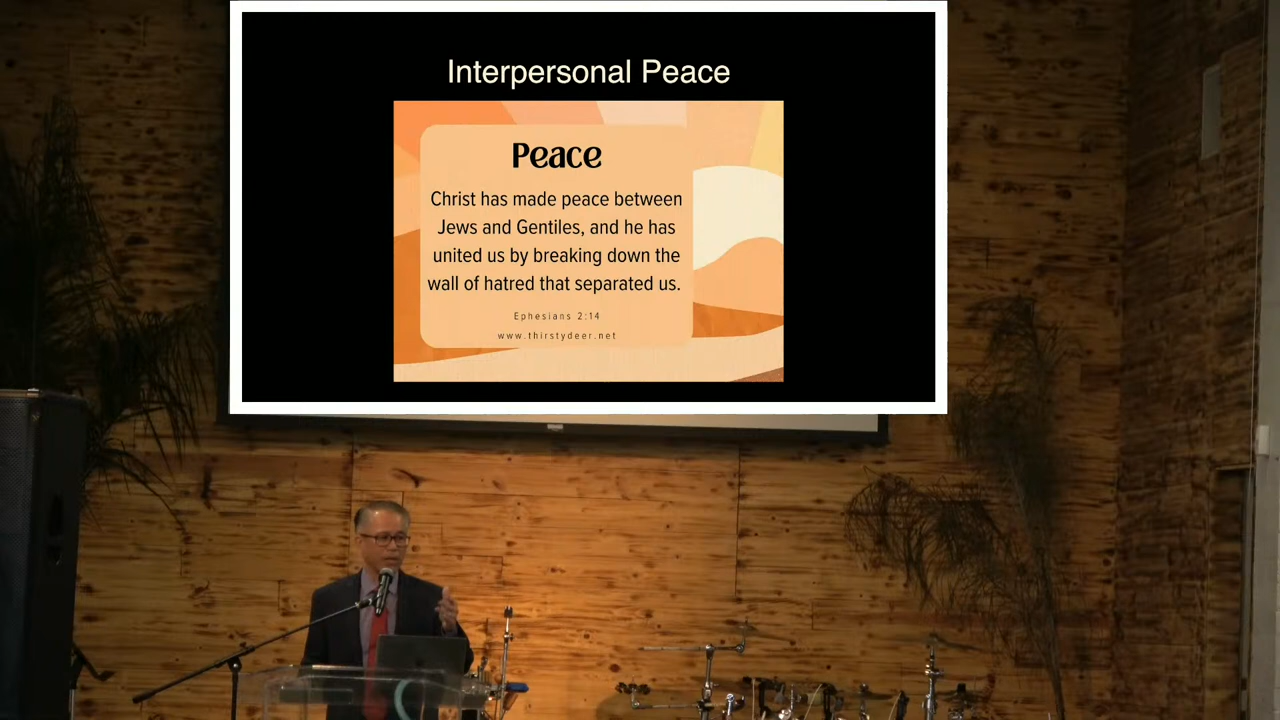 Interpersonal Peace
Peace
Christ has made peace between
Jews and Gentiles, and he has
united us by breaking down the
wall of hatred that separated us.
Ephesians 2:14
www.thirstydeer.net